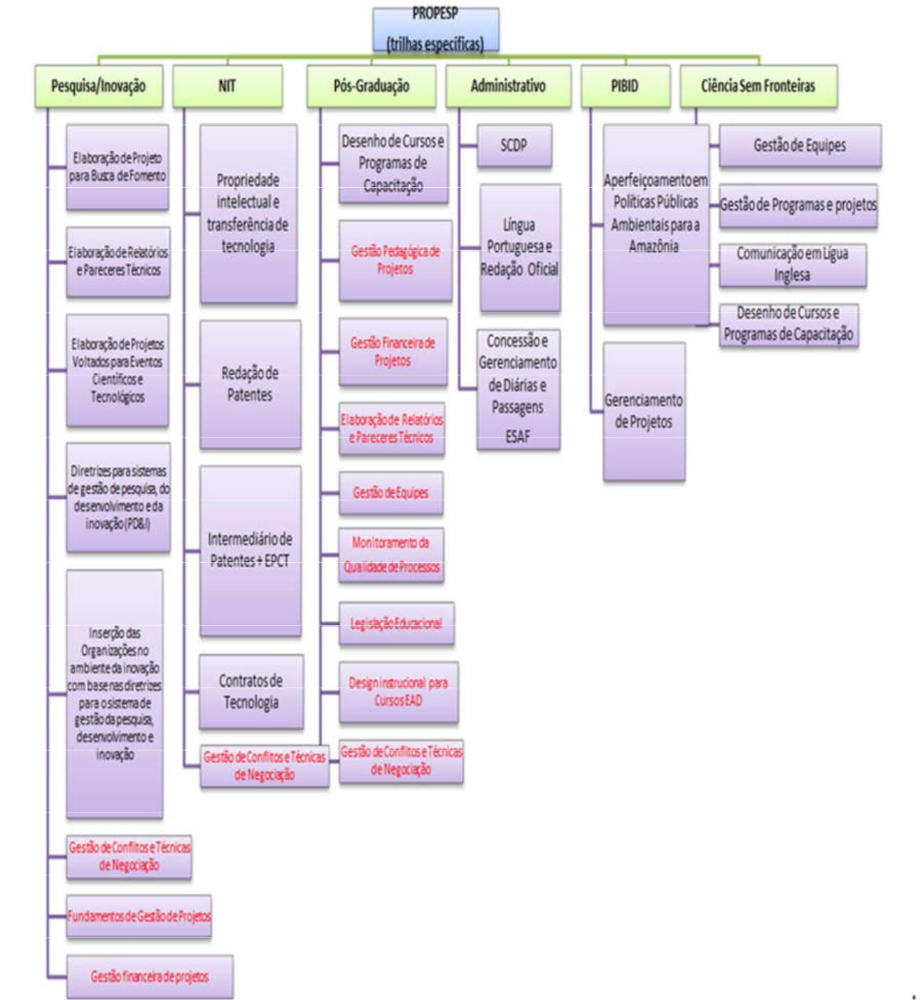 PROPESP
(trilhas específicas)
Pesquisa/Inovação
Elaboração de Projeto
para Busca de Fomento
Elaboração de Relatórios
e Pareceres Técnicos
Elaboração de Projetos
Voltados para Eventos
Científicos e
Tecnológicos
Diretrizes para sistemas
de gestão de pesquisa, do
desenvolvimento e da
inovação (PD&I)
Inserção das
Organizações no
ambiente da inovação
com base nas diretrizes
para o sistema de
gestão da pesquisa,
desenvolvimento e
inovação
Gestão de Conflitos e Técnicas
de Negociação
Fundamentos de Gestão de Projetos
Gestão financeira de projetos
NIT
Propriedade
intelectual e
transferência de
tecnologia
Redação de
Patentes
Intermediário de
Patentes + EPCT
Contratos de
Tecnologia
Gestão de Conflitos e Técnicas
de Negociação
Pós-Graduação
Desenho de Cursos e
Programas de
Capacitação
Gestão Pedagógica de
Projetos
Gestão Financeira de
Projetos
Elaboração de Relatórios
e Pareceres Técnicos
Gestão de Equipes
Monitoramento da
Qualidade de Processos
Legislação Educacional
Design instrucional para
Cursos EAD
Gestão de Conflitos e Técnicas
de Negociação
Administrativo
SCDP
Língua
Portuguesa e
Redação Oficial
Concessão e
Gerenciamento
de Diárias e
Passagens
ESAF
PIBID
Aperfeiçoamento em
Políticas Públicas
Ambientais para a
Amazônia
Gerenciamento
de Projetos
Ciência Sem Fronteiras
Gestão de Equipes
Gestão de Programas e projetos
Comunicação em Lígua
Inglesa
Desenho de Cursos e
Programas de Capacitação